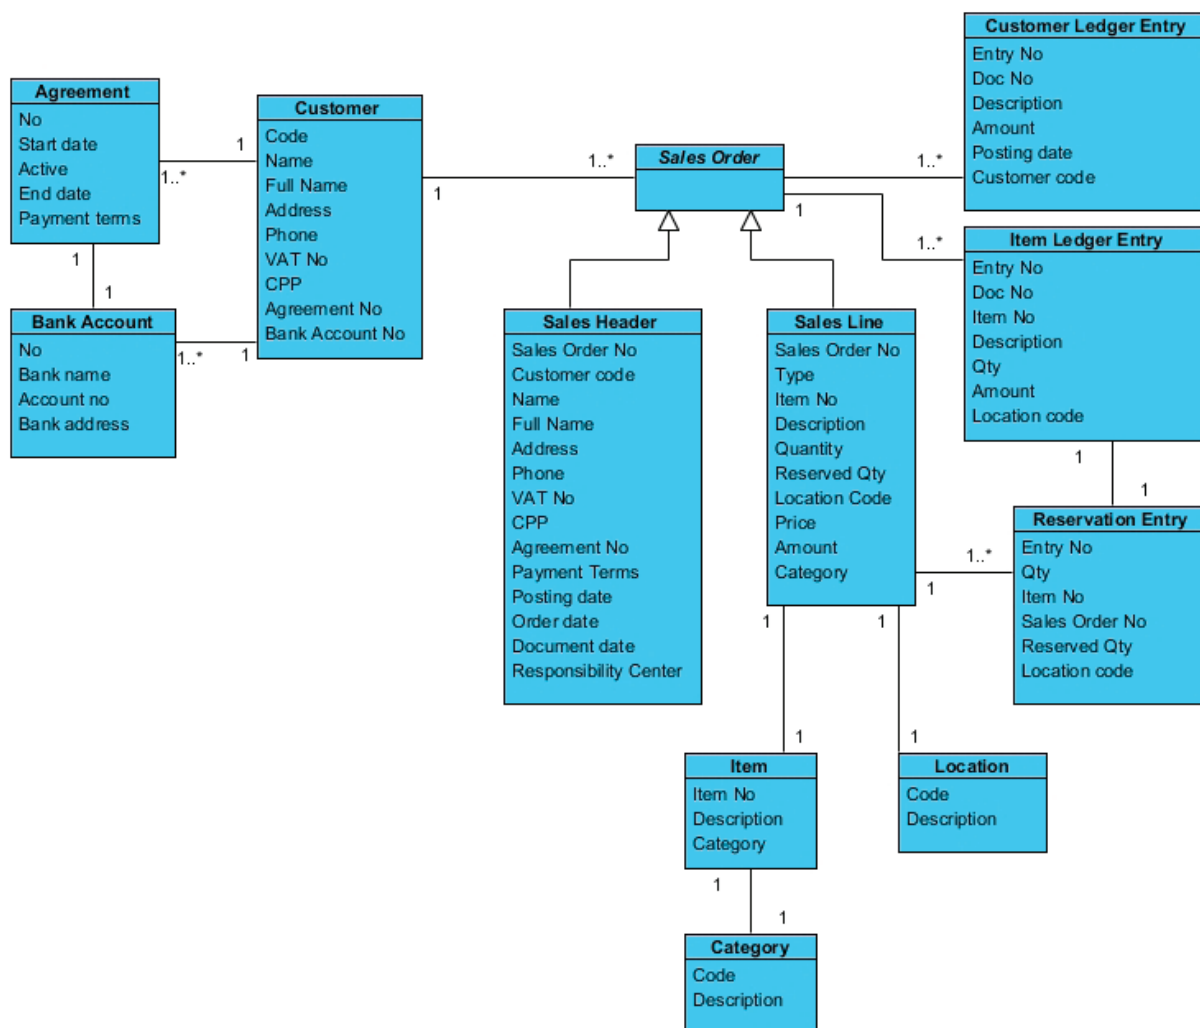 Agreement
No
Start date
Active
End date
Payment terms
1
1..*
1
1
Bank Account
No
Bank name
Account no
Bank address
1..*
1
Customer
Code
Name
Full Name
Address
Phone
VAT No
CPP
Agreement No
Bank Account No
1
1..*
Sales Order
1..*
1
1..*
Customer Ledger Entry
Entry No
Doc No
Description
Amount
Posting date
Customer code
Item Ledger Entry
Entry No
Doc No
Item No
Description
Qty
Amount
Location code
1
1
Sales Header
Sales Order No
Customer code
Name
Full Name
Address
Phone
VAT No
CPP
Agreement No
Payment Terms
Posting date
Order date
Document date
Responsibility Center
Sales Line
Sales Order No
Type
Item No
Description
Quantity
Reserved Qty
Location Code
Price
Amount
Category
1..*
1
Reservation Entry
Entry No
Qty
Item No
Sales Order No
Reserved Qty
Location code
1
1
1
1
Item
Item No
Description
Category
Location
Code
Description
1
1
Category
Code
Description